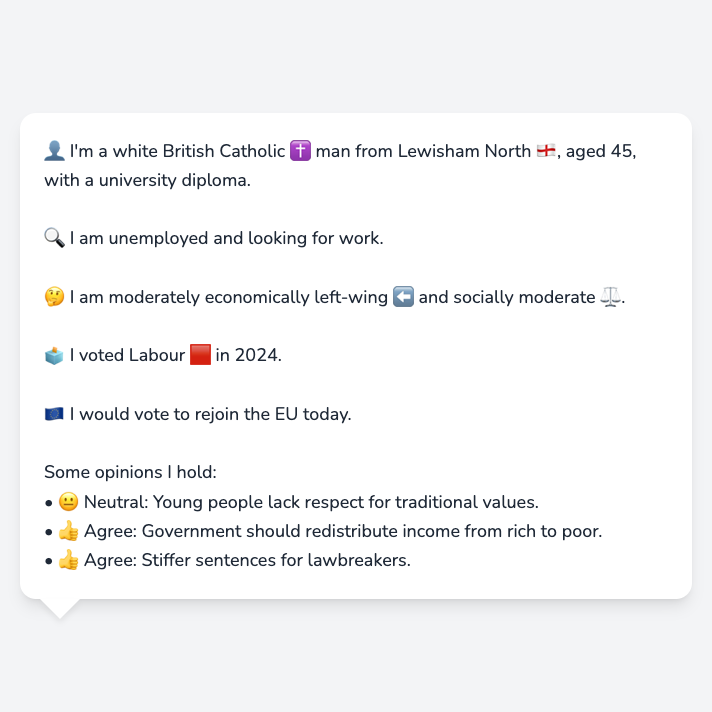 👤 I'm a white British Catholic ✝️ man from Lewisham North 🏴󠁧󠁢󠁥󠁮󠁧󠁿, aged 45,
with a university diploma.
🔍 I am unemployed and looking for work.
🤔 I am moderately economically left-wing ⬅️ and socially moderate ⚖️.
🗳️ I voted Labour 🟥 in 2024.
🇪🇺 I would vote to rejoin the EU today.
Some opinions I hold:
• 😐 Neutral: Young people lack respect for traditional values.
• 👍 Agree: Government should redistribute income from rich to poor.
• 👍 Agree: Stiffer sentences for lawbreakers.